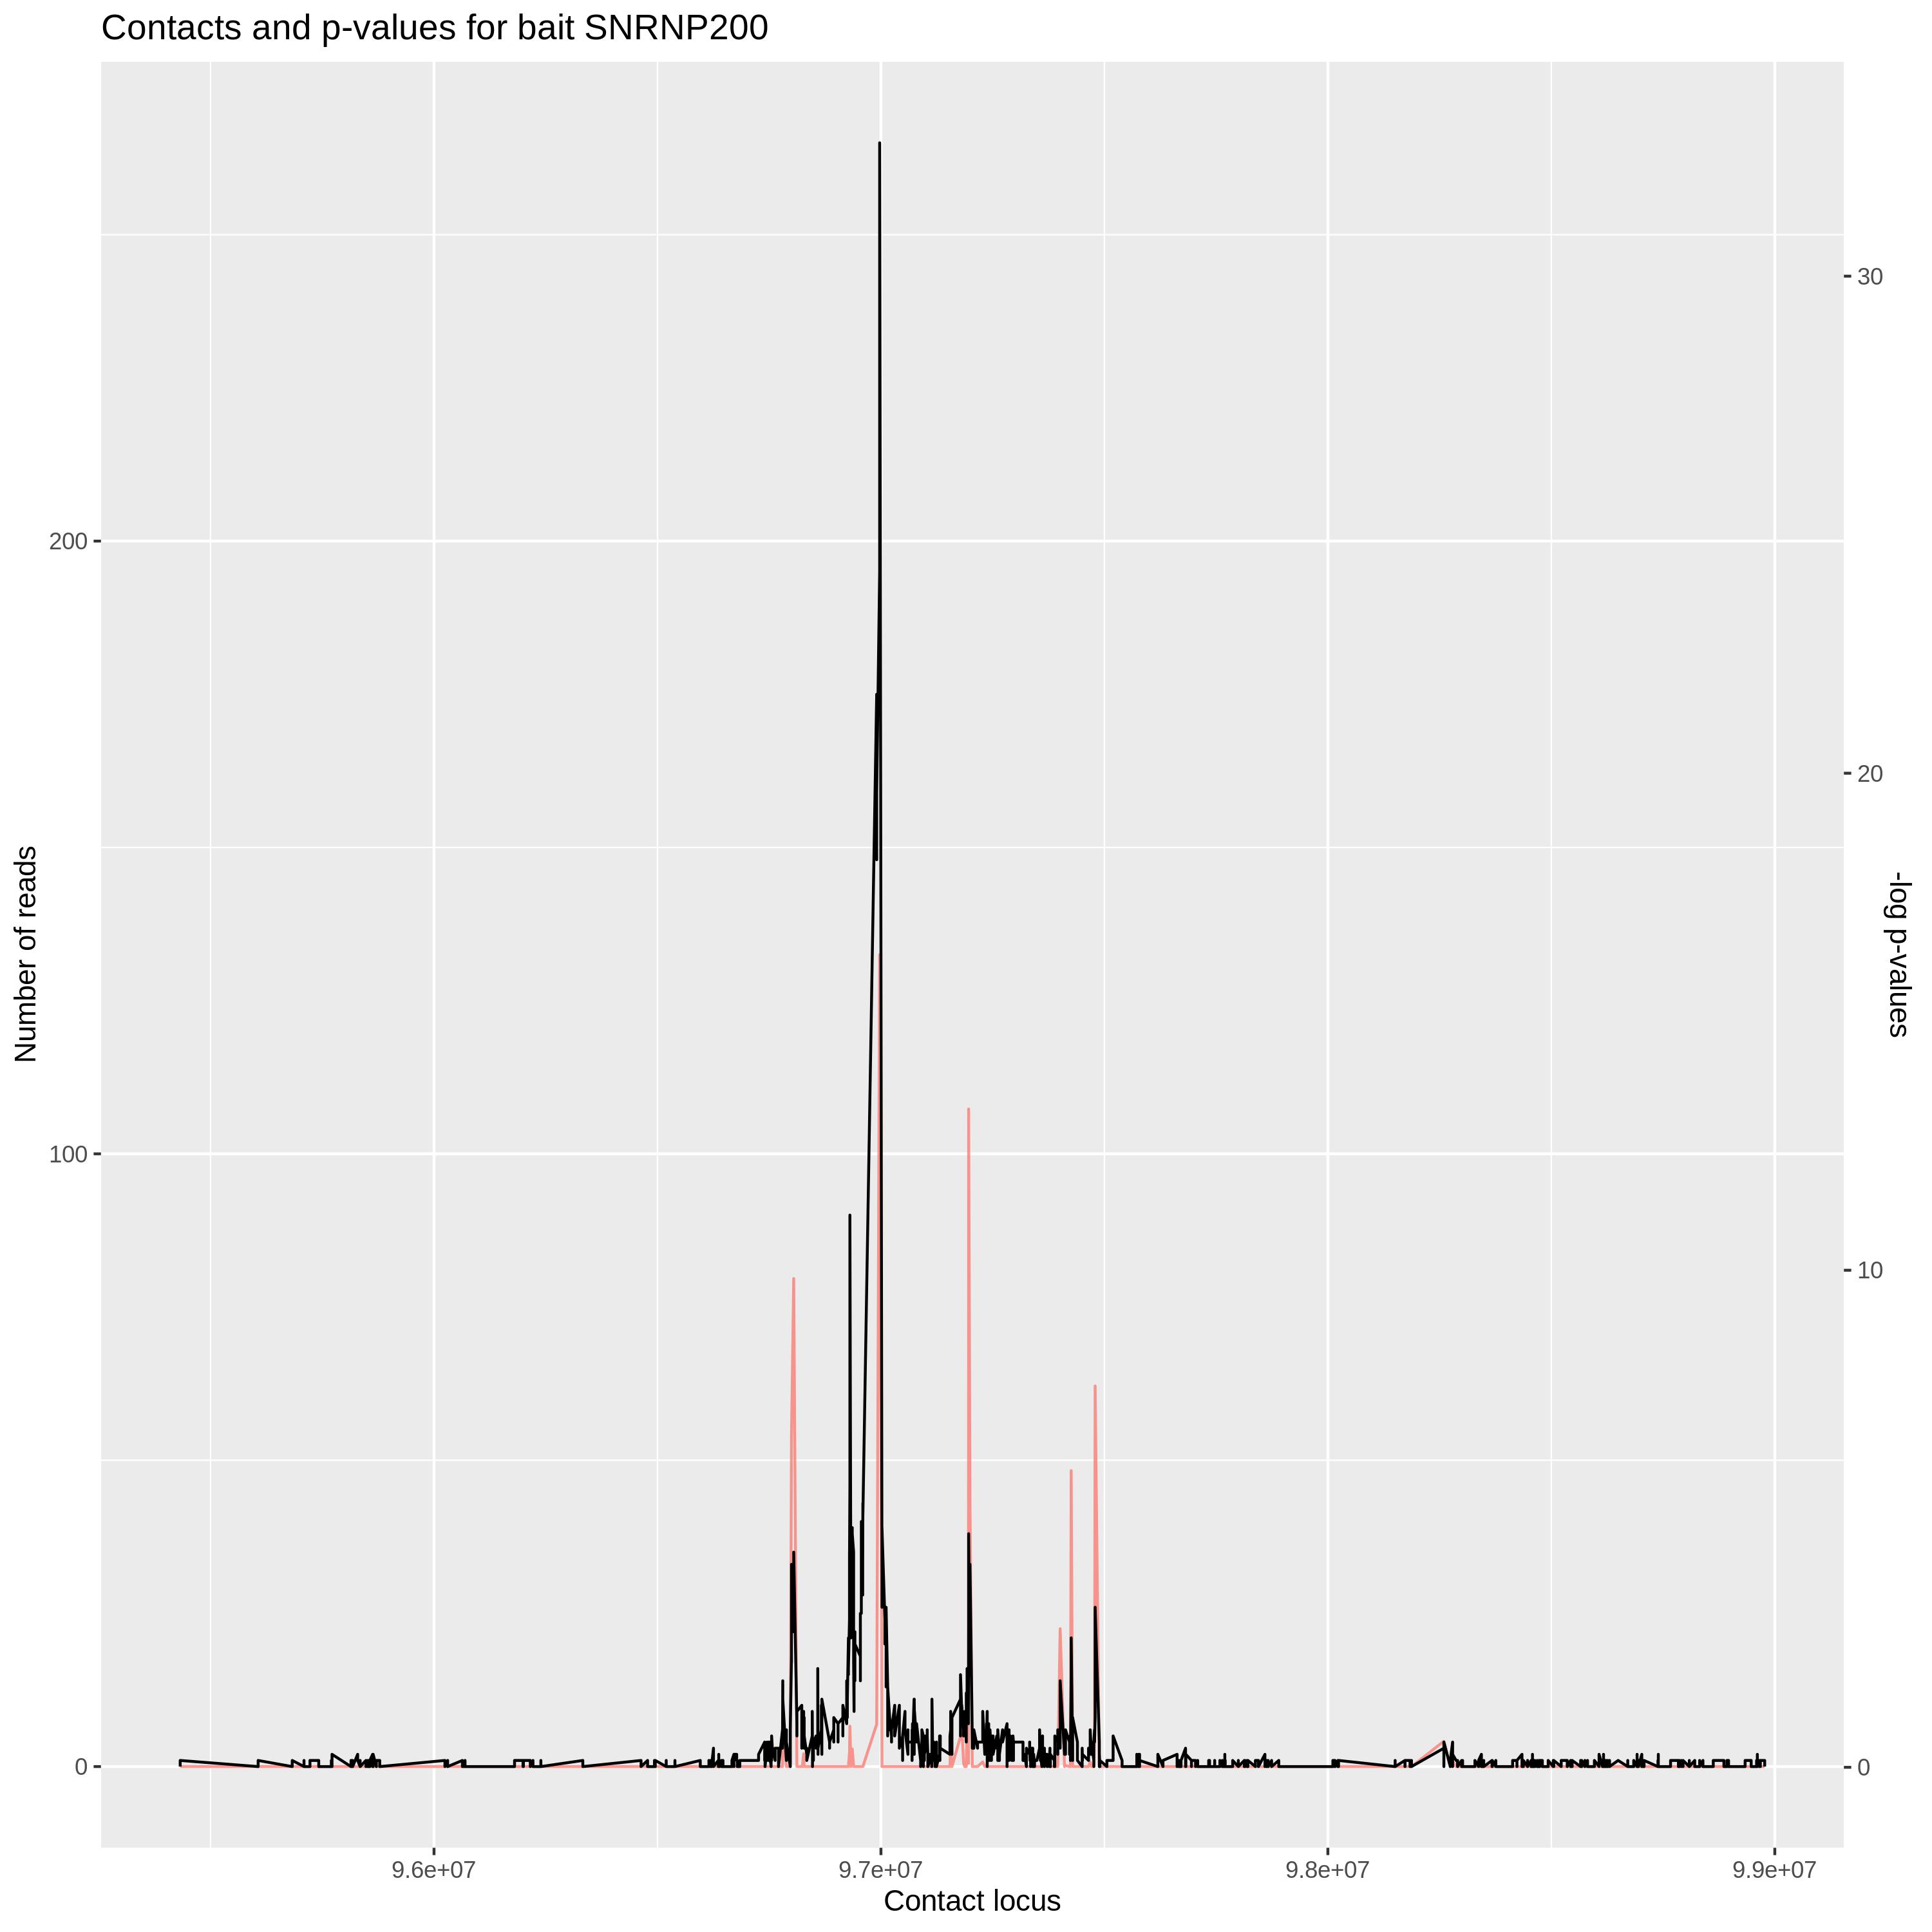 Contacts and p-values for bait SNRNP200
Number of reads
200
100
0
30
20
10
0
-log p-values
9.6e+07
9.7e+07
9.8e+07
9.9e+07
Contact locus